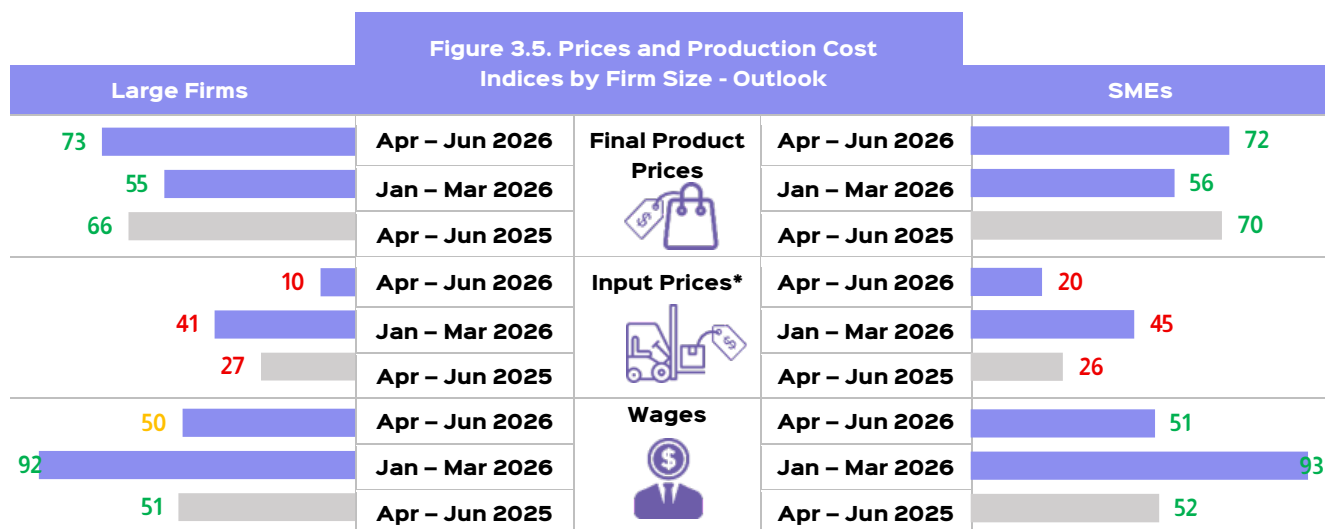 Figure 3.5. Prices and Production Cost
Indices by Firm Size - Outlook
Large Firms
SMEs
73 Apr – Jun 2026 Final Product Apr – Jun 2026 72
Prices
55 Jan – Mar 2026 Jan – Mar 2026 56
66 Apr – Jun 2025 Apr – Jun 2025 70
10 Apr – Jun 2026 Input Prices* Apr – Jun 2026 20
41 Jan – Mar 2026 Jan – Mar 2026 45
27 Apr – Jun 2025 Apr – Jun 2025 26
50 Apr – Jun 2026 Wages Apr – Jun 2026 51
92 Jan – Mar 2026 Jan – Mar 2026 93
51 Apr – Jun 2025 Apr – Jun 2025 52